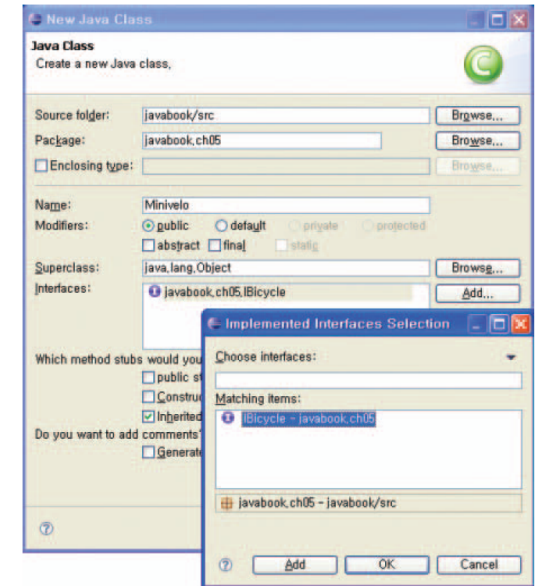 New Java Class
Java Class
Create a new Java class,
Source folder: javabook/src Browse,,,
Package: javabook,ch05 Browse,,,
Enclosing type: Browse,,,
Name: Minivelo
Modifiers: public default private protected
abstract final static
Superclass: java,lang,Object Browse,,,
Interfaces: javabook,ch05,IBicycle Add,,,
Which method stubs would you
public st
Construc
Inherited
Do you want to add comments?
Generate
Implemented Interfaces Selection
Choose interfaces:
Matching items:
IBicycle - javabook,ch05
javabook,ch05 - javabook/src
Add OK Cancel